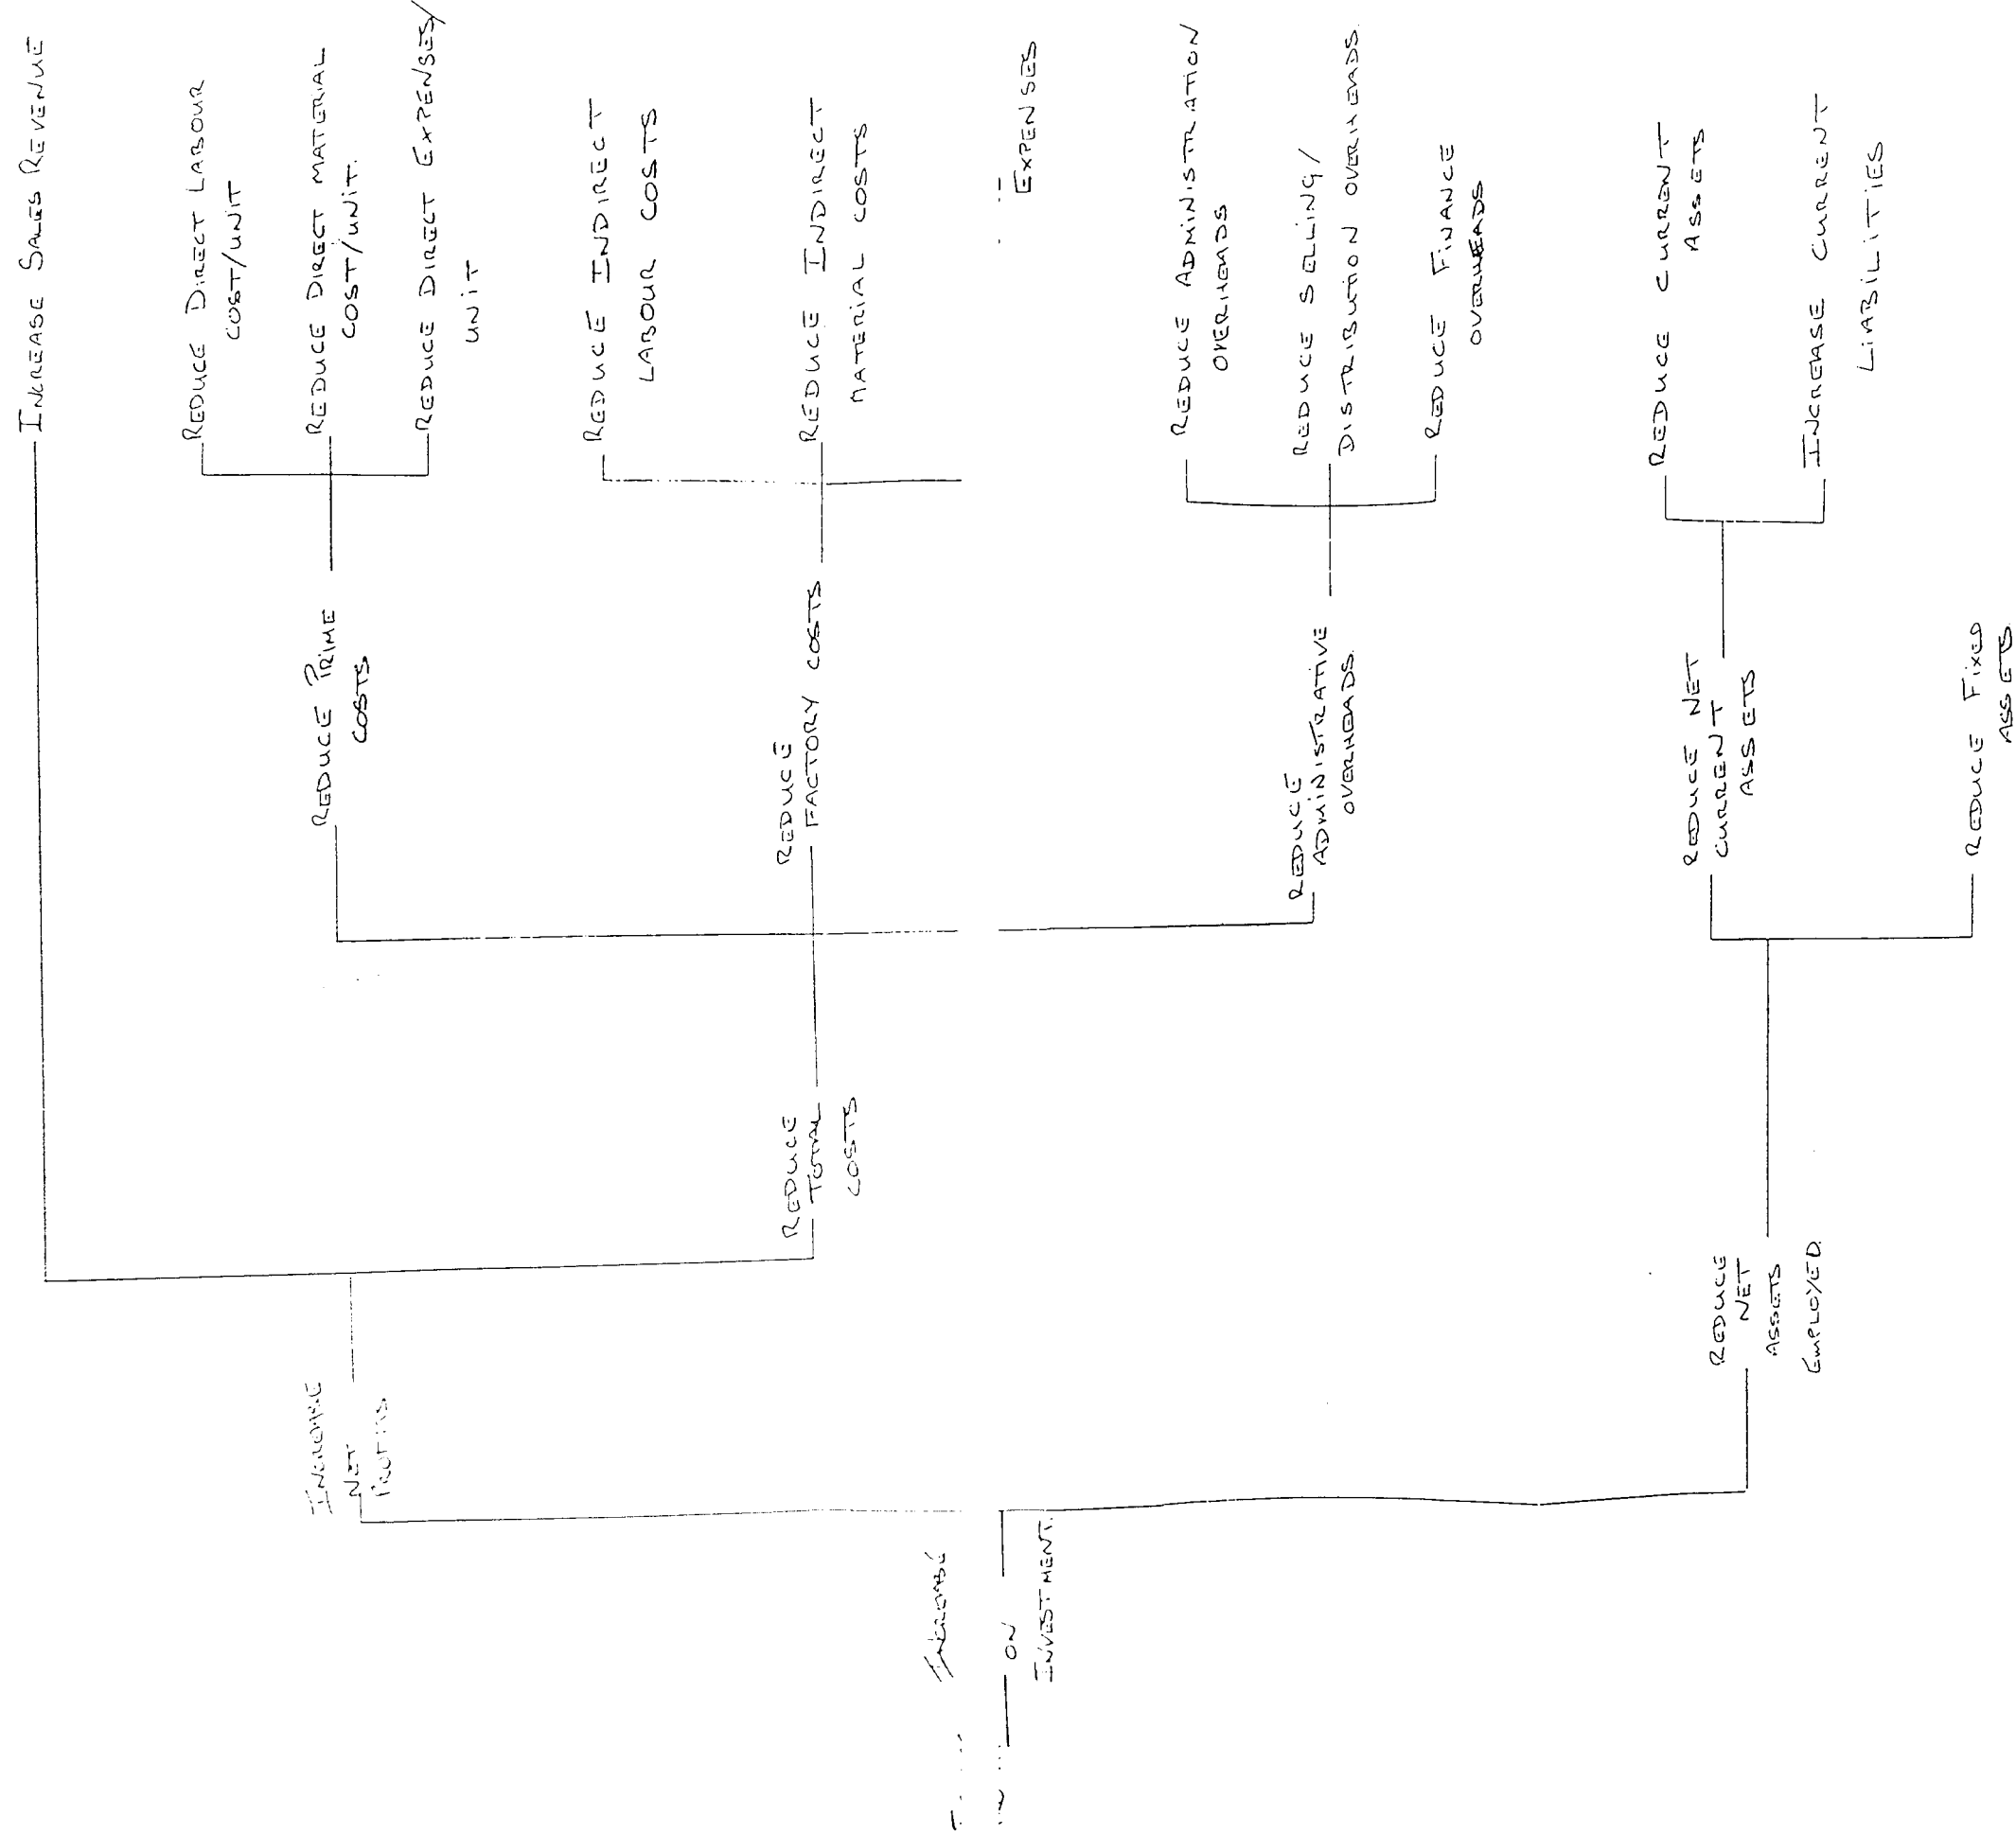 INCREASE
ON
INVESTMENT.
INCREASE
NET
PROFITS
INCREASE SALES REVENUE
REDUCE
TOTAL
COSTS
REDUCE PRIME
COSTS
REDUCE DIRECT LABOUR
COST/UNIT
REDUCE DIRECT MATERIAL
COST/UNIT.
REDUCE DIRECT EXPENSES/
UNIT
REDUCE
FACTORY COSTS
REDUCE INDIRECT
LABOUR COSTS
REDUCE INDIRECT
MATERIAL COSTS
EXPENSES
REDUCE
ADMINISTRATIVE
OVERHEADS.
REDUCE ADMINISTRATION
OVERHEADS
REDUCE SELLING/
DISTRIBUTION OVERHEADS.
REDUCE FINANCE
OVERHEADS
REDUCE
NET
ASSETS
EMPLOYED.
REDUCE NET
CURRENT
ASSETS
REDUCE CURRENT
ASSETS
INCREASE CURRENT
LIABILITIES
REDUCE FIXED
ASSETS.